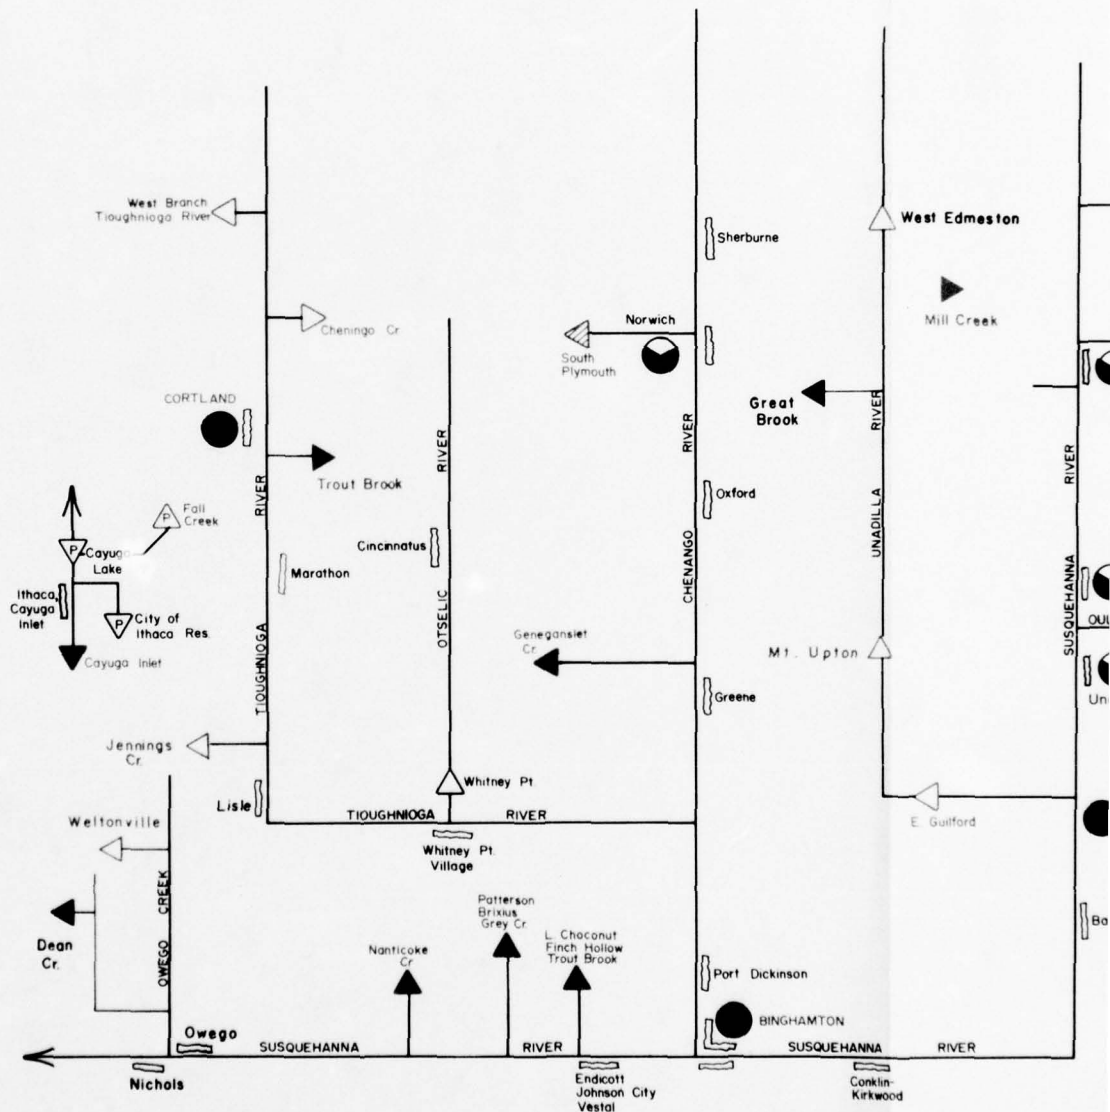 West Branch
Tioughnioga River
Sherburne
West Edmeston
Cheningo Cr
Norwich
South
Plymouth
Mill Creek
CORTLAND
Great
Brook
RIVER
RIVER
RIVER
RIVER
RIVER
Trout Brook
Fall
Creek
P
Oxford
Cincinnatus
P
Cayuga
Lake
Marathon
UNADILLA
CHENANGO
Ithaca,
Cayuga
Inlet
P
City of
Ithaca Res.
OTSELIC
SUSQUEHANNA
OUL
Cayuga Inlet
Genegantslet
Cr.
Mt. Upton
TIOUGHNIOGA
Greene
Uni
Jennings
Cr.
Whitney Pt.
Lisle
TIOUGHNIOGA RIVER
Weltonville
E. Guilford
Whitney Pt.
Village
OWEGO CREEK
Patterson
Brixius
Grey Cr.
Ba
Dean
Cr.
Nanticoke
Cr
L. Choconut
Finch Hollow
Trout Brook
Port Dickinson
BINGHAMTON
Owego
SUSQUEHANNA RIVER
SUSQUEHANNA RIVER
Nichols
Endicott
Johnson City
Vestal
Conklin-
Kirkwood